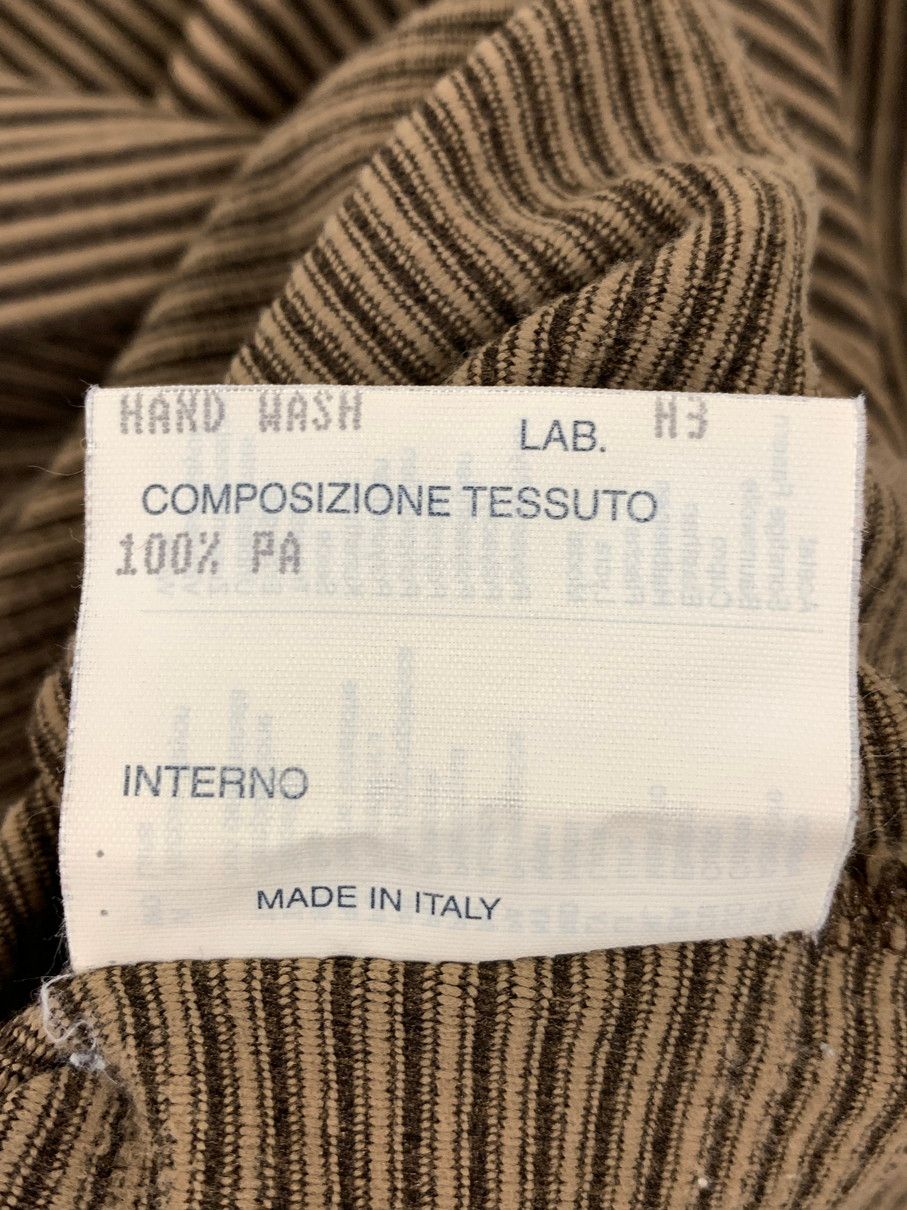 HAND WASH LAB. H3
COMPOSIZIONE TESSUTO
100% PA
INTERNO
MADE IN ITALY